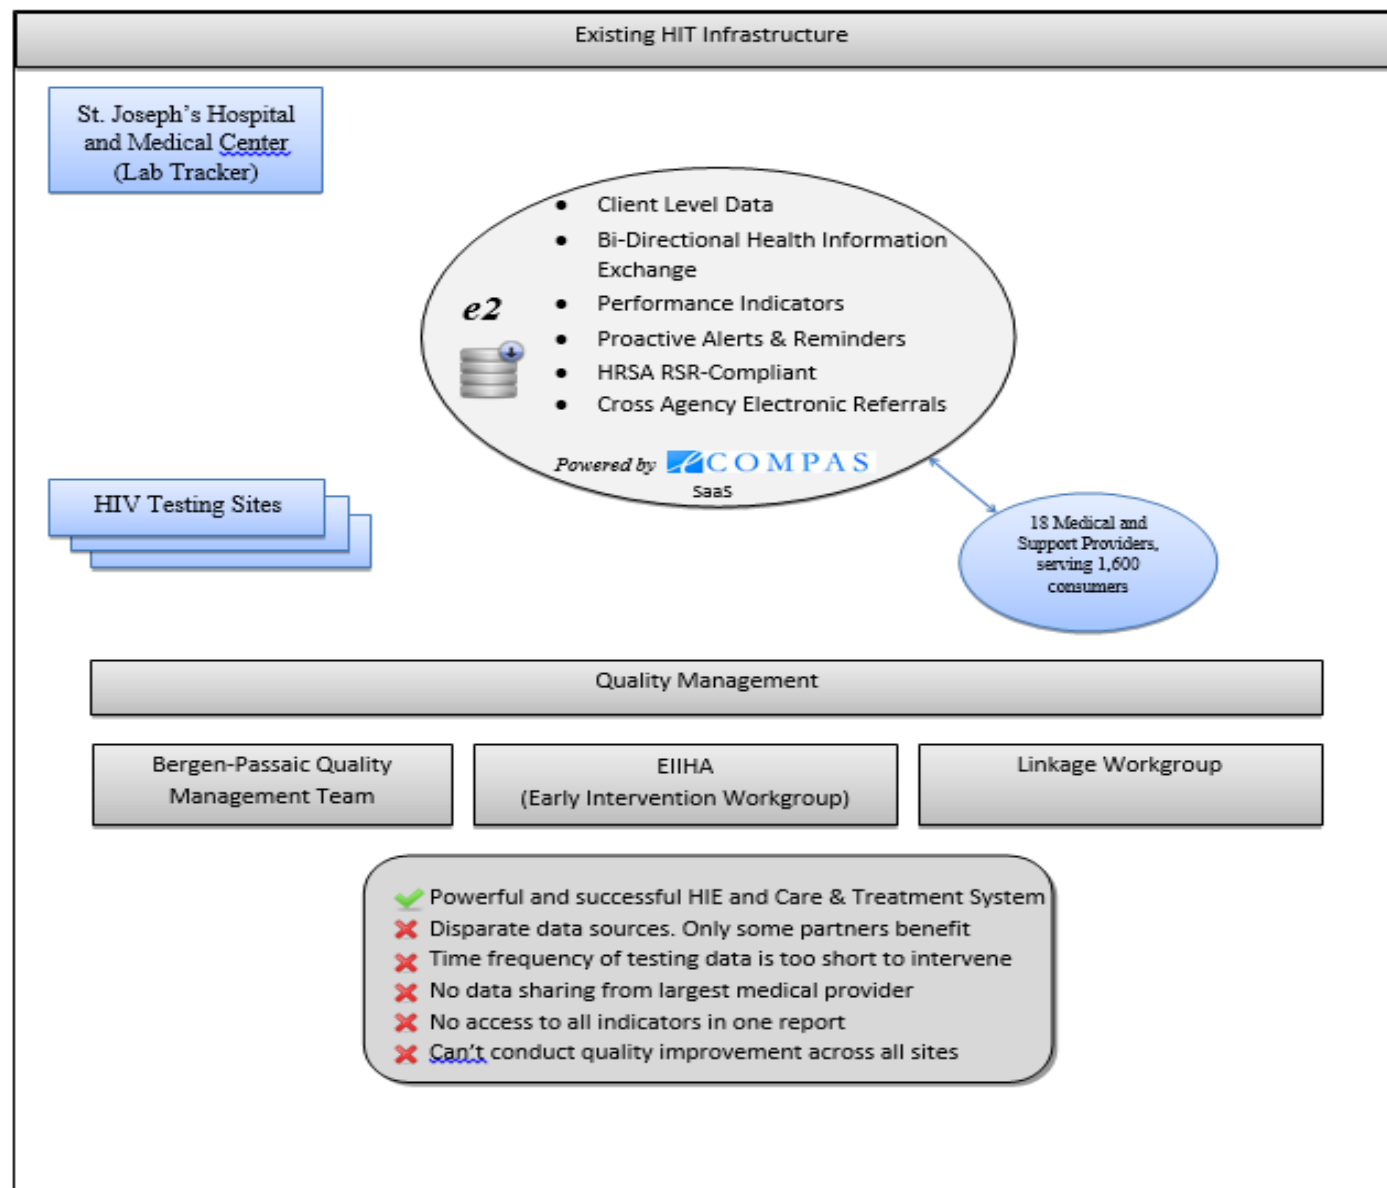 Existing HIT Infrastructure
St. Joseph's Hospital
and Medical Center
(Lab Tracker)
● Client Level Data
● Bi-Directional Health Information
Exchange
● Performance Indicators
● Proactive Alerts & Reminders
● HRSA RSR-Compliant
● Cross Agency Electronic Referrals
e2
Powered by eCOMPAS
SaaS
HIV Testing Sites
18 Medical and
Support Providers,
serving 1,600
consumers
Quality Management
Bergen-Passaic Quality
Management Team
EIIHA
(Early Intervention Workgroup)
Linkage Workgroup
Powerful and successful HIE and Care & Treatment System
Disparate data sources. Only some partners benefit
Time frequency of testing data is too short to intervene
No data sharing from largest medical provider
No access to all indicators in one report
Can't conduct quality improvement across all sites